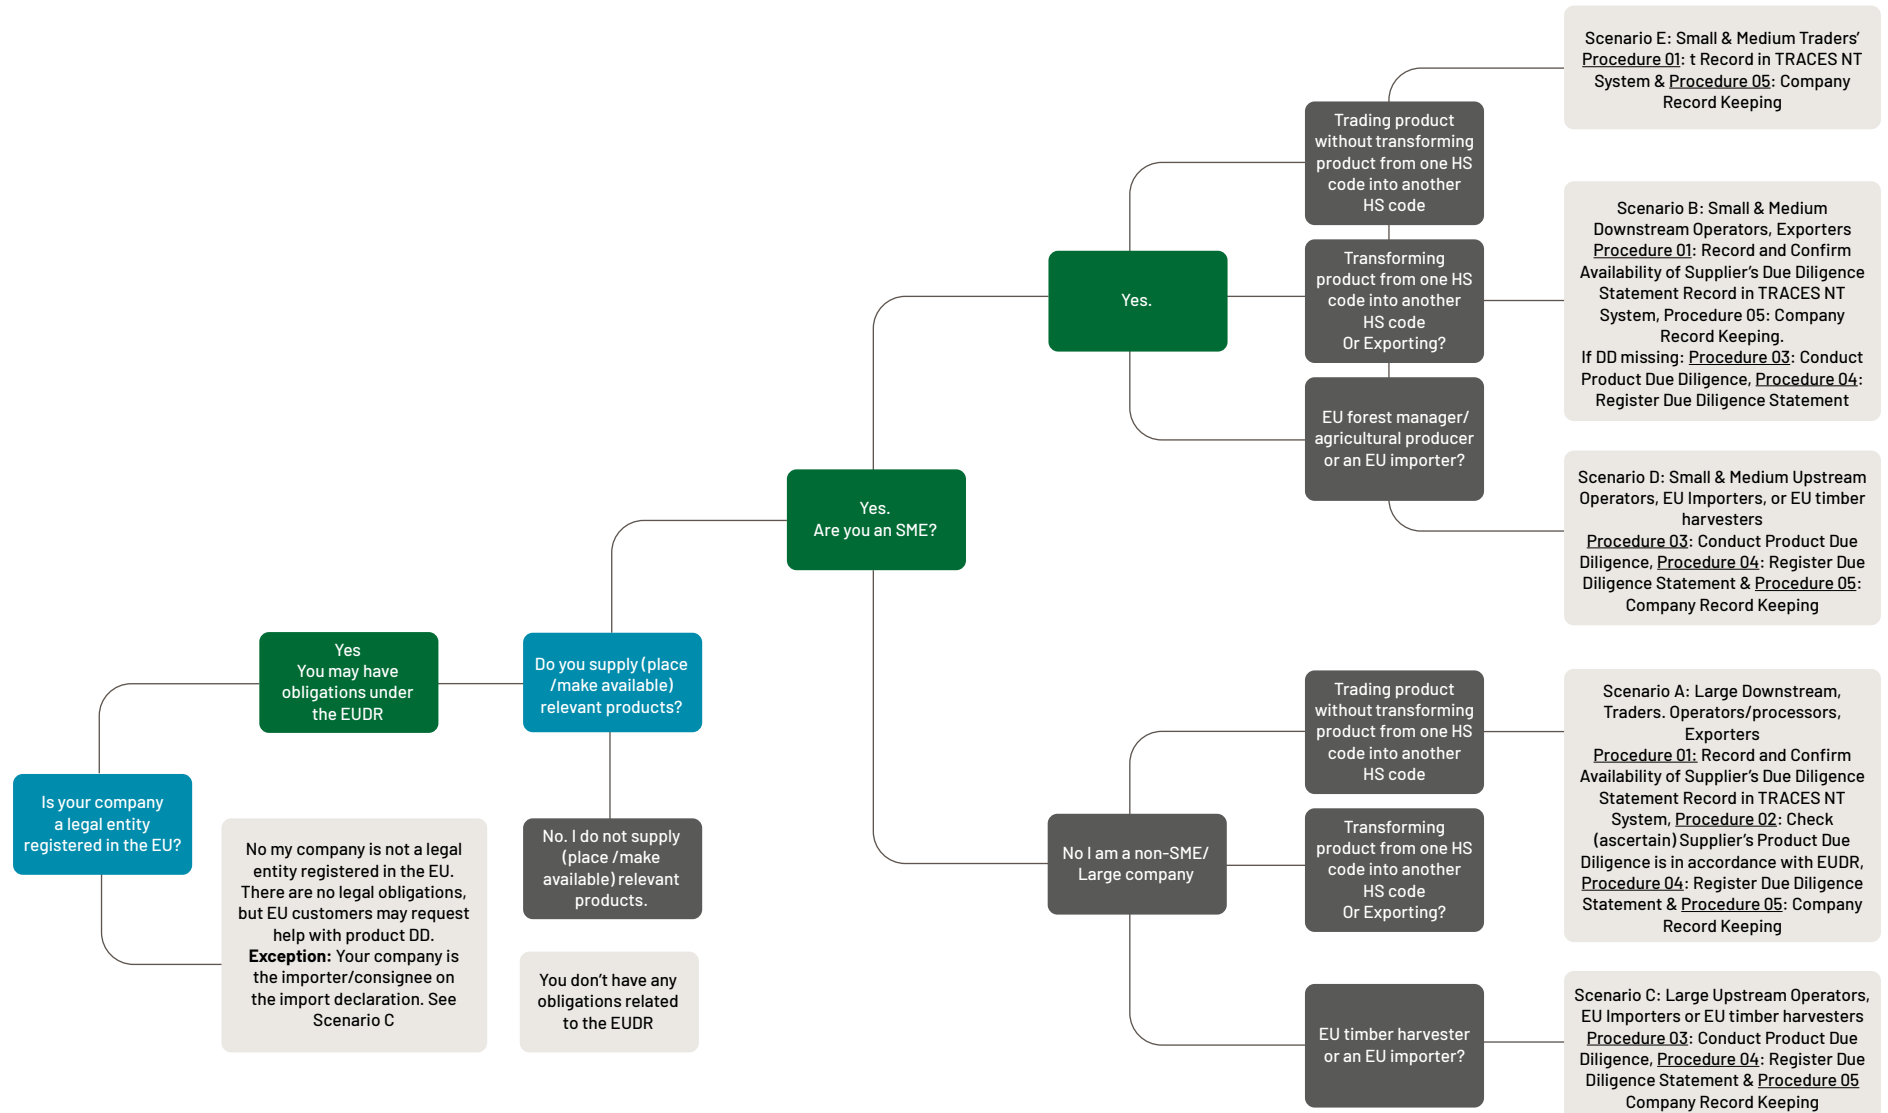 Is your company
a legal entity
registered in the EU?
Yes
You may have
obligations under
the EUDR
No my company is not a legal
entity registered in the EU.
There are no legal obligations,
but EU customers may request
help with product DD.
Exception: Your company is
the importer/consignee on
the import declaration. See
Scenario C
Do you supply (place
/make available)
relevant products?
No. I do not supply
(place /make
available) relevant
products.
You don't have any
obligations related
to the EUDR
Yes.
Are you an SME?
Yes.
Trading product
without transforming
product from one HS
code into another
HS code
Scenario E: Small & Medium Traders'
Procedure 01: t Record in TRACES NT
System & Procedure 05: Company
Record Keeping
Transforming
product from one HS
code into another
HS code
Or Exporting?
Scenario B: Small & Medium
Downstream Operators, Exporters
Procedure 01: Record and Confirm
Availability of Supplier's Due Diligence
Statement Record in TRACES NT
System, Procedure 05: Company
Record Keeping.
If DD missing: Procedure 03: Conduct
Product Due Diligence, Procedure 04:
Register Due Diligence Statement
EU forest manager/
agricultural producer
or an EU importer?
Scenario D: Small & Medium Upstream
Operators, EU Importers, or EU timber
harvesters
Procedure 03: Conduct Product Due
Diligence, Procedure 04: Register Due
Diligence Statement & Procedure 05:
Company Record Keeping
No I am a non-SME/
Large company
Trading product
without transforming
product from one HS
code into another
HS code
Transforming
product from one HS
code into another
HS code
Or Exporting?
Scenario A: Large Downstream,
Traders. Operators/processors,
Exporters
Procedure 01: Record and Confirm
Availability of Supplier's Due Diligence
Statement Record in TRACES NT
System, Procedure 02: Check
(ascertain) Supplier's Product Due
Diligence is in accordance with EUDR,
Procedure 04: Register Due Diligence
Statement & Procedure 05: Company
Record Keeping
EU timber harvester
or an EU importer?
Scenario C: Large Upstream Operators,
EU Importers or EU timber harvesters
Procedure 03: Conduct Product Due
Diligence, Procedure 04: Register Due
Diligence Statement & Procedure 05
Company Record Keeping